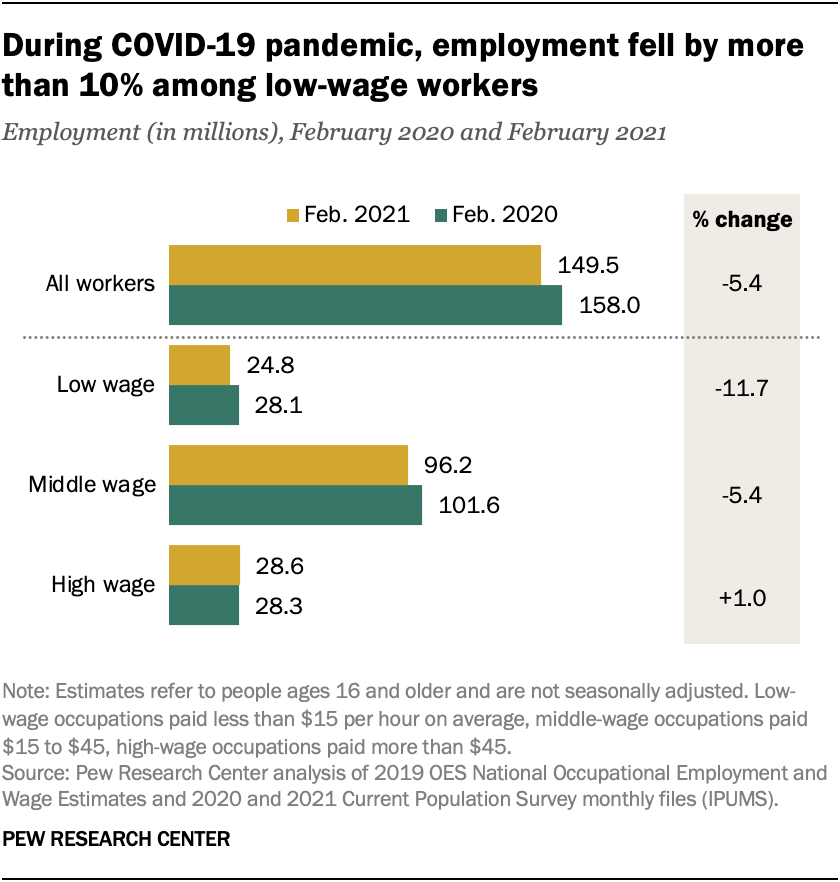 During COVID-19 pandemic, employment fell by more
than 10% among low-wage workers
Employment (in millions), February 2020 and February 2021
Feb. 2021 Feb. 2020 % change
All workers 149.5 158.0 -5.4
Low wage 24.8 28.1 -11.7
Middle wage 96.2 101.6 -5.4
High wage 28.6 28.3 +1.0
Note: Estimates refer to people ages 16 and older and are not seasonally adjusted. Low-
wage occupations paid less than $15 per hour on average, middle-wage occupations paid
$15 to $45, high-wage occupations paid more than $45.
Source: Pew Research Center analysis of 2019 OES National Occupational Employment and
Wage Estimates and 2020 and 2021 Current Population Survey monthly files (IPUMS).
PEW RESEARCH CENTER